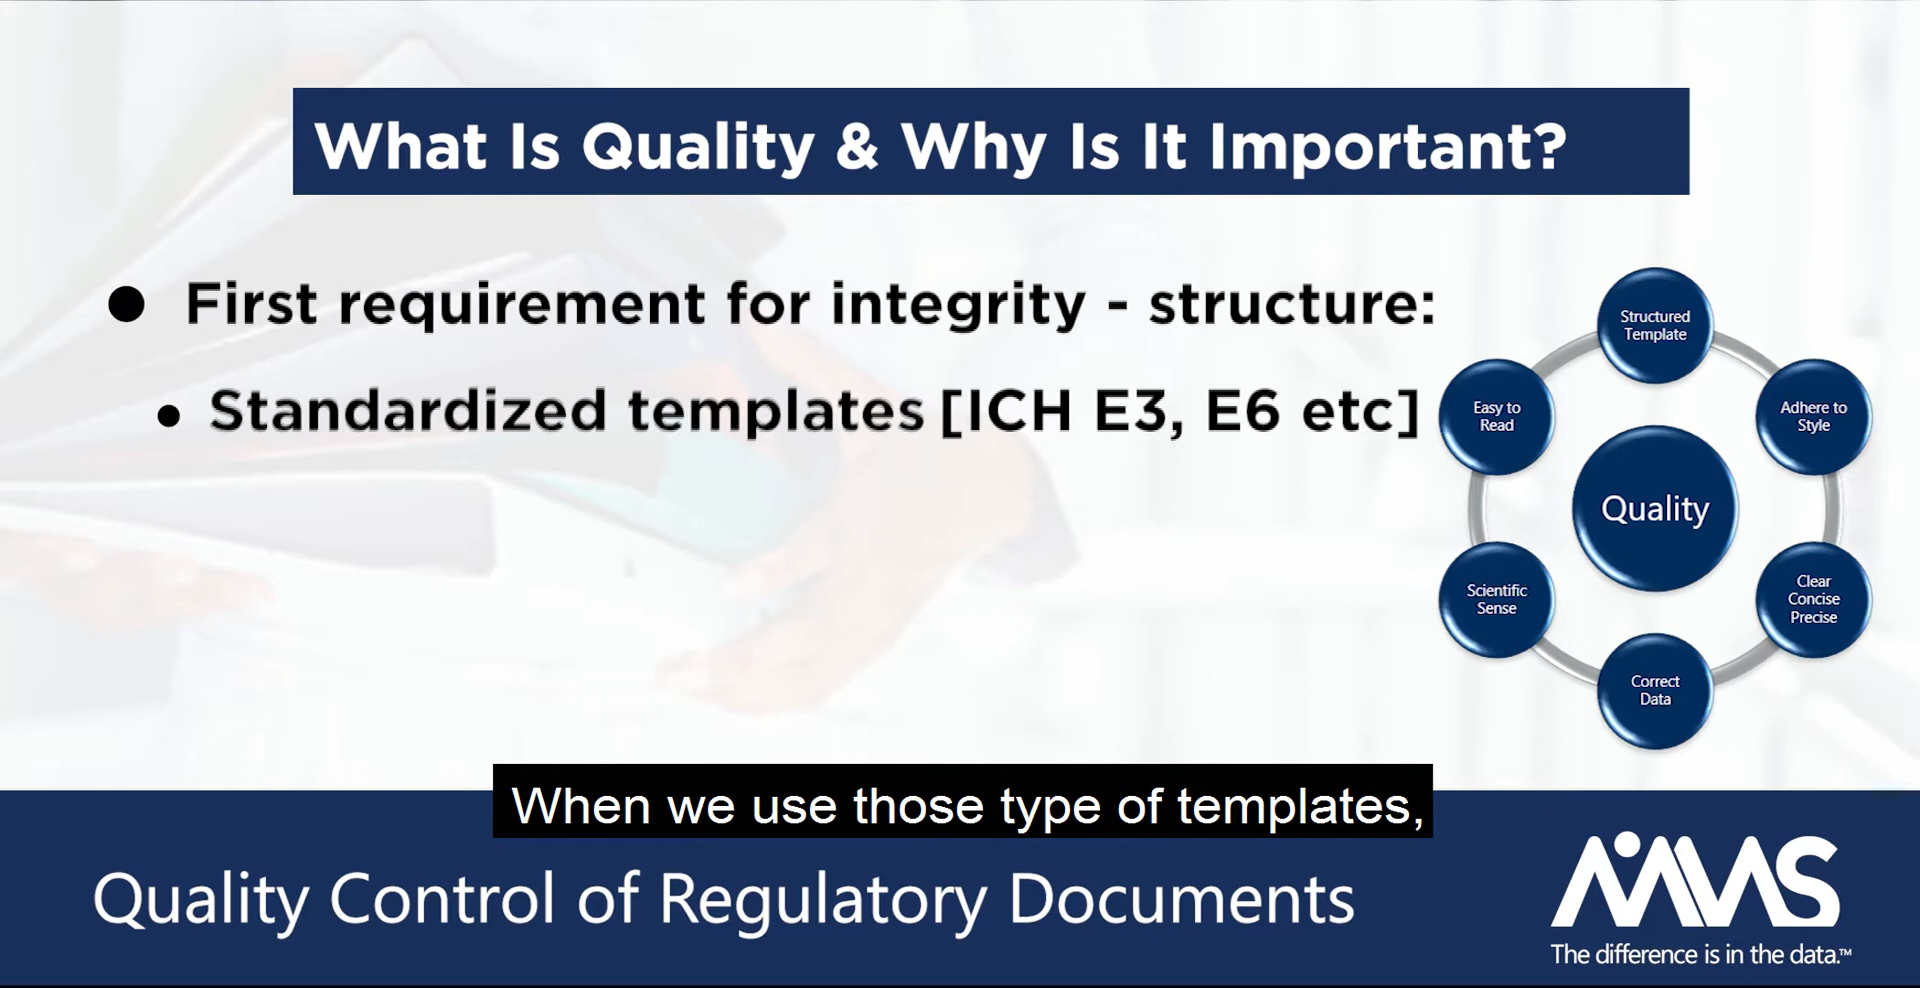 What Is Quality & Why Is It Important?
● First requirement for integrity - structure:
● Standardized templates [ICH E3, E6 etc]
Structured
Template
Adhere to
Style
Clear
Concise
Precise
Correct
Data
Scientific
Sense
Easy to
Read
Quality
When we use those type of templates,
Quality Control of Regulatory Documents
MMS
The difference is in the data.™